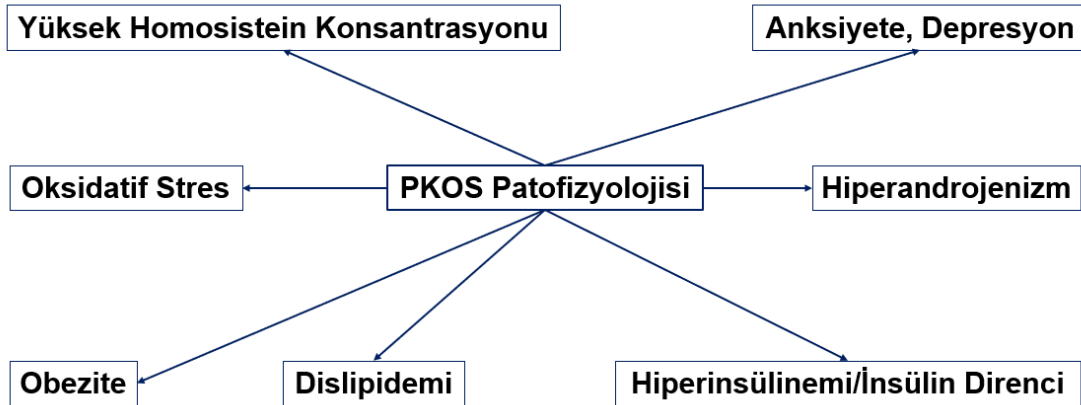 Yüksek Homosistein Konsantrasyonu
Anksiyete, Depresyon
Oksidatif Stres
PKOS Patofizyolojisi
Hiperandrojenizm
Obezite
Dislipidemi
Hiperinsülinemi/İnsülin Direnci